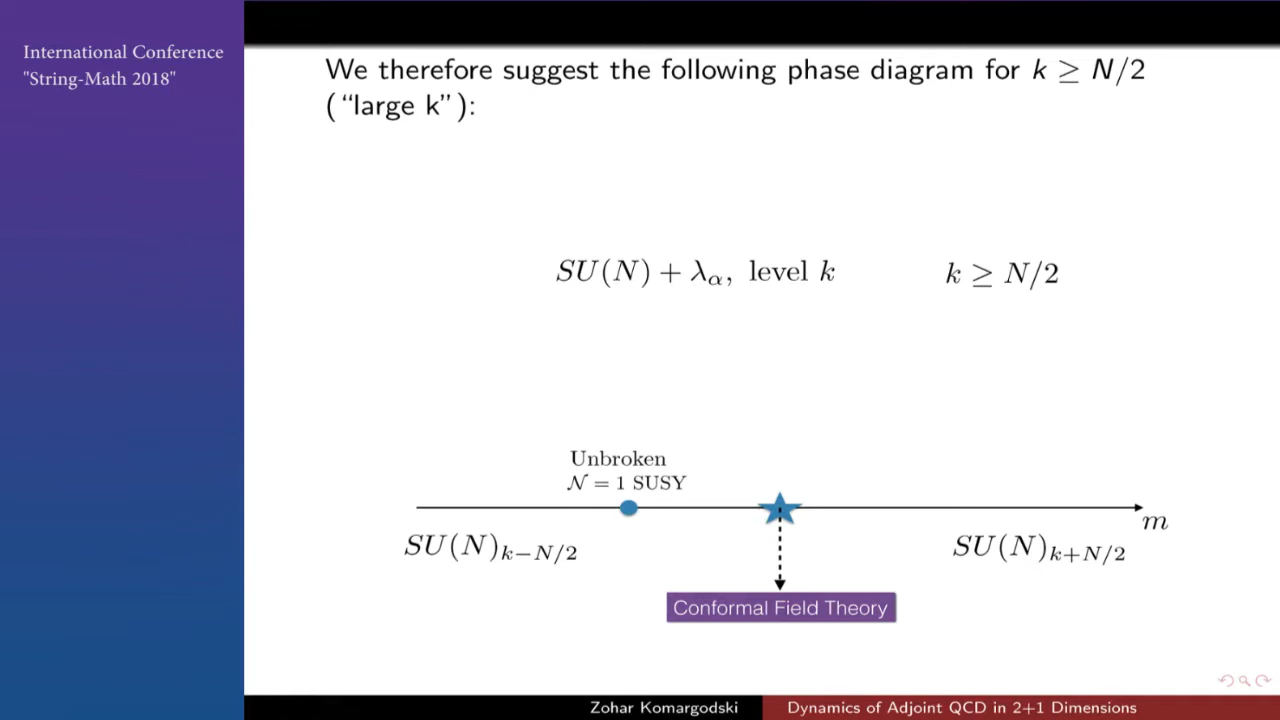 International Conference
"String-Math 2018"
We therefore suggest the following phase diagram for k ≥ N/2
("large k"):
SU(N) + λα, level k k ≥ N/2
Unbroken
𝒩 = 1 SUSY
m
SU(N)k−N/2 SU(N)k+N/2
Conformal Field Theory
Zohar Komargodski Dynamics of Adjoint QCD in 2+1 Dimensions